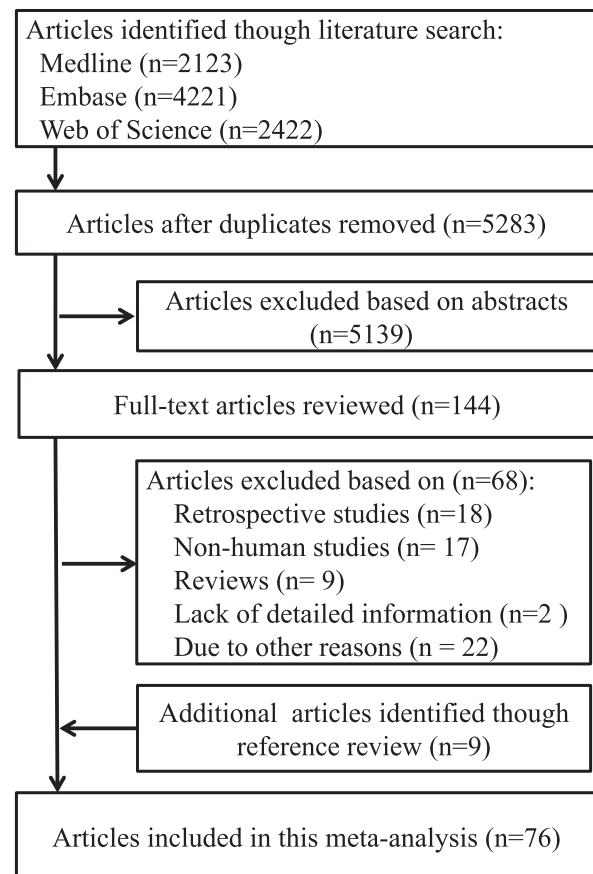 Articles identified though literature search:
Medline (n=2123)
Embase (n=4221)
Web of Science (n=2422)
Articles after duplicates removed (n=5283)
Articles excluded based on abstracts
(n=5139)
Full-text articles reviewed (n=144)
Articles excluded based on (n=68):
Retrospective studies (n=18)
Non-human studies (n= 17)
Reviews (n= 9)
Lack of detailed information (n=2 )
Due to other reasons (n = 22)
Additional  articles identified though
reference review (n=9)
Articles included in this meta-analysis (n=76)